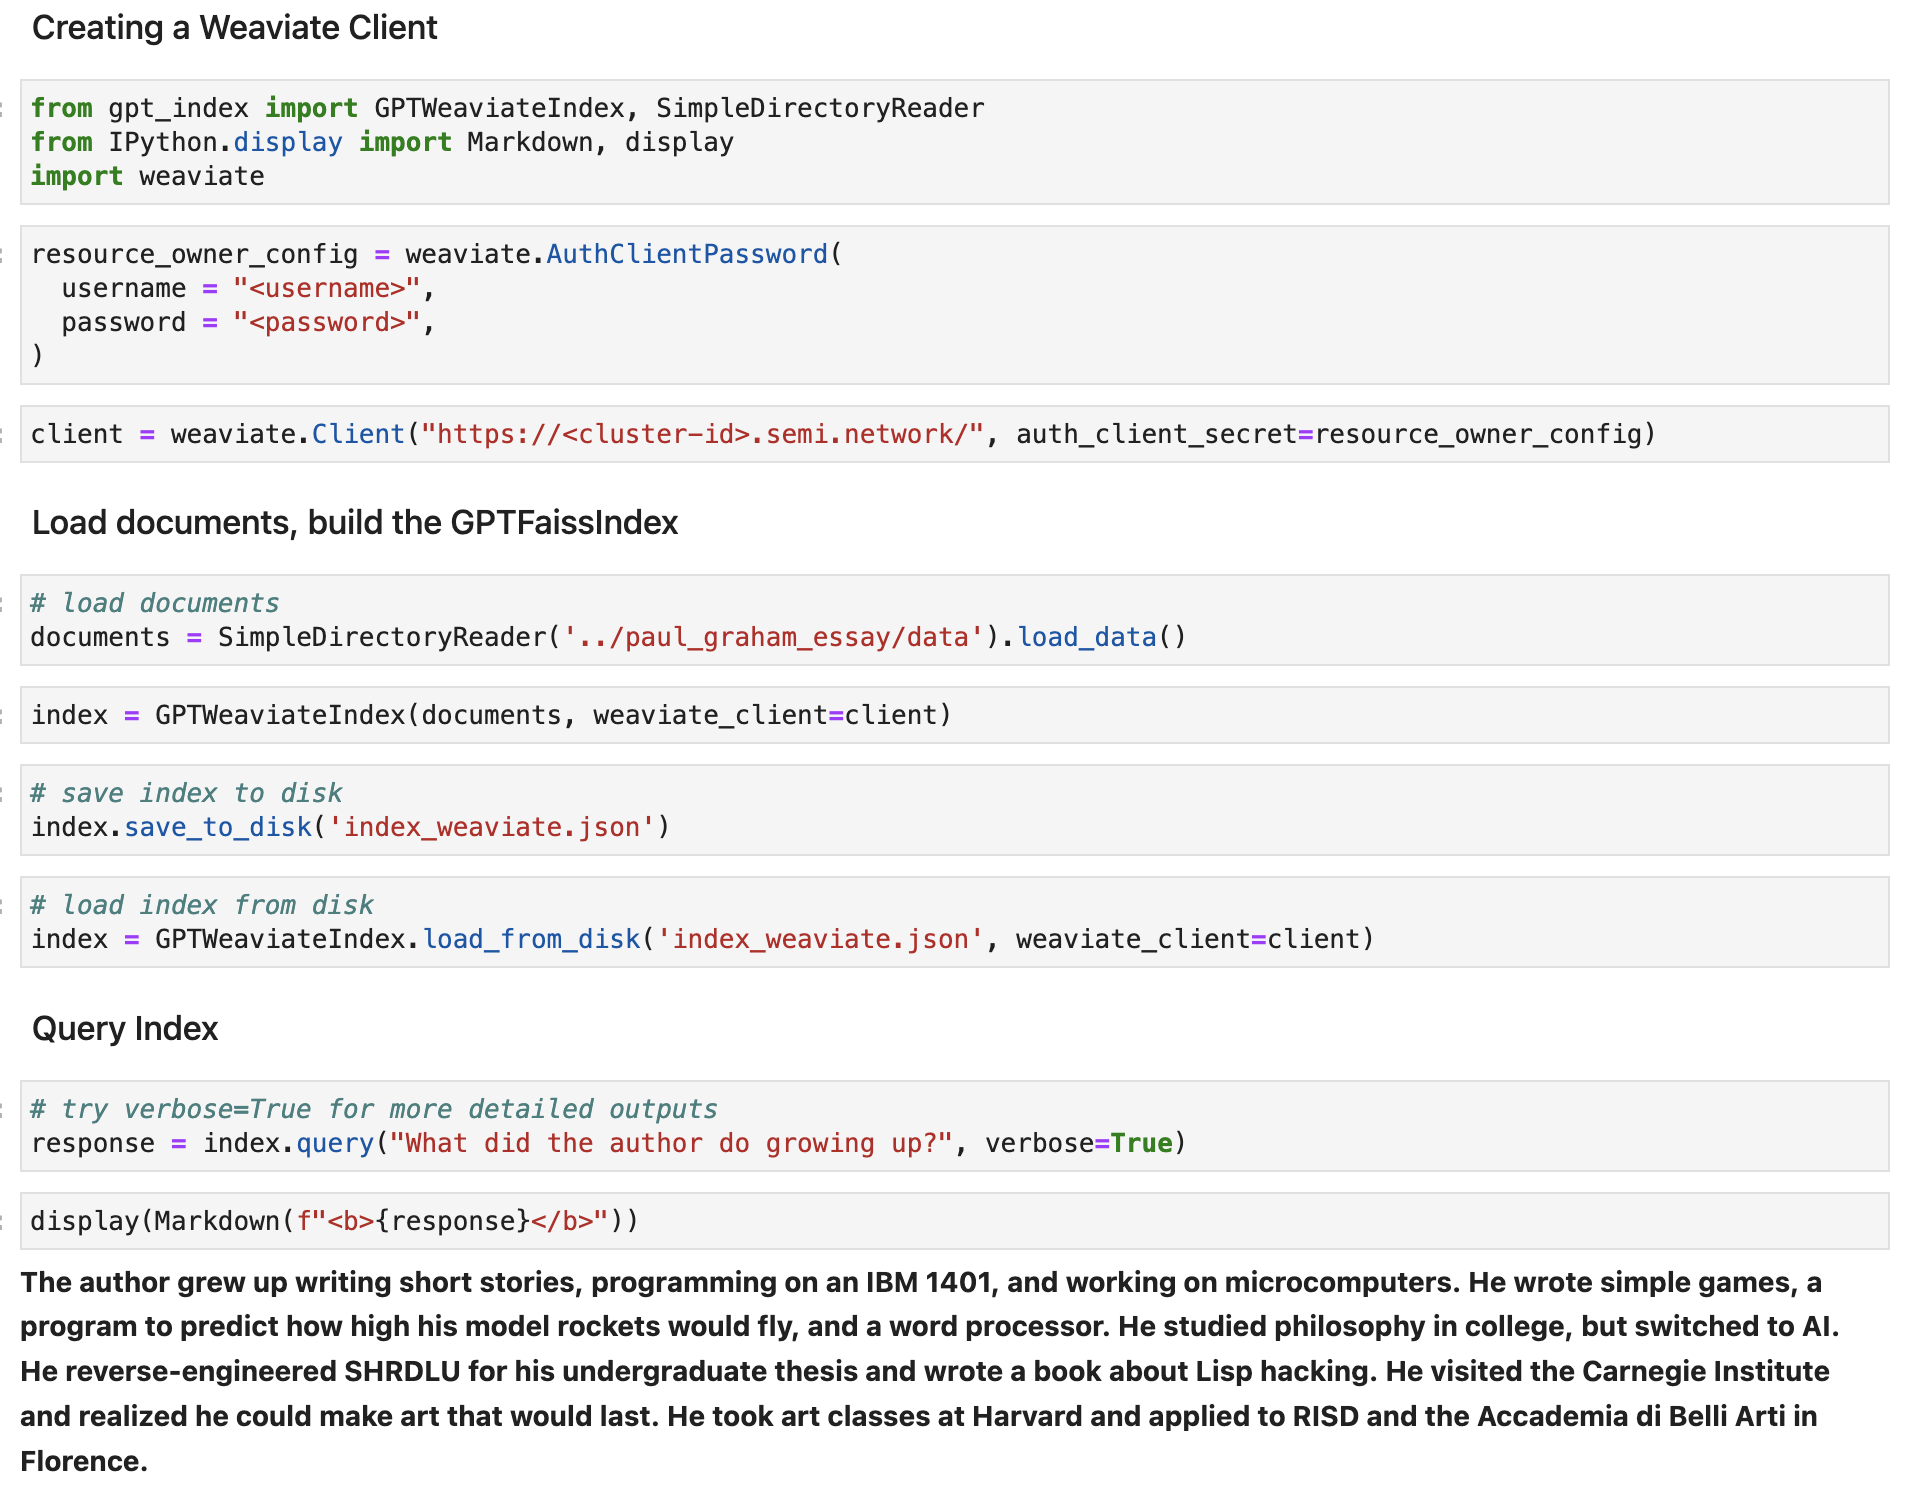 Creating a Weaviate Client
from gpt_index import GPTWeaviateIndex, SimpleDirectoryReader
from IPython.display import Markdown, display
import weaviate
resource_owner_config = weaviate.AuthClientPassword(
  username = "<username>",
  password = "<password>",
)
client = weaviate.Client("https://<cluster-id>.semi.network/", auth_client_secret=resource_owner_config)
Load documents, build the GPTFaissIndex
# load documents
documents = SimpleDirectoryReader('../paul_graham_essay/data').load_data()
index = GPTWeaviateIndex(documents, weaviate_client=client)
# save index to disk
index.save_to_disk('index_weaviate.json')
# load index from disk
index = GPTWeaviateIndex.load_from_disk('index_weaviate.json', weaviate_client=client)
Query Index
# try verbose=True for more detailed outputs
response = index.query("What did the author do growing up?", verbose=True)
display(Markdown(f"<b>{response}</b>"))
The author grew up writing short stories, programming on an IBM 1401, and working on microcomputers. He wrote simple games, a
program to predict how high his model rockets would fly, and a word processor. He studied philosophy in college, but switched to AI.
He reverse-engineered SHRDLU for his undergraduate thesis and wrote a book about Lisp hacking. He visited the Carnegie Institute
and realized he could make art that would last. He took art classes at Harvard and applied to RISD and the Accademia di Belli Arti in
Florence.